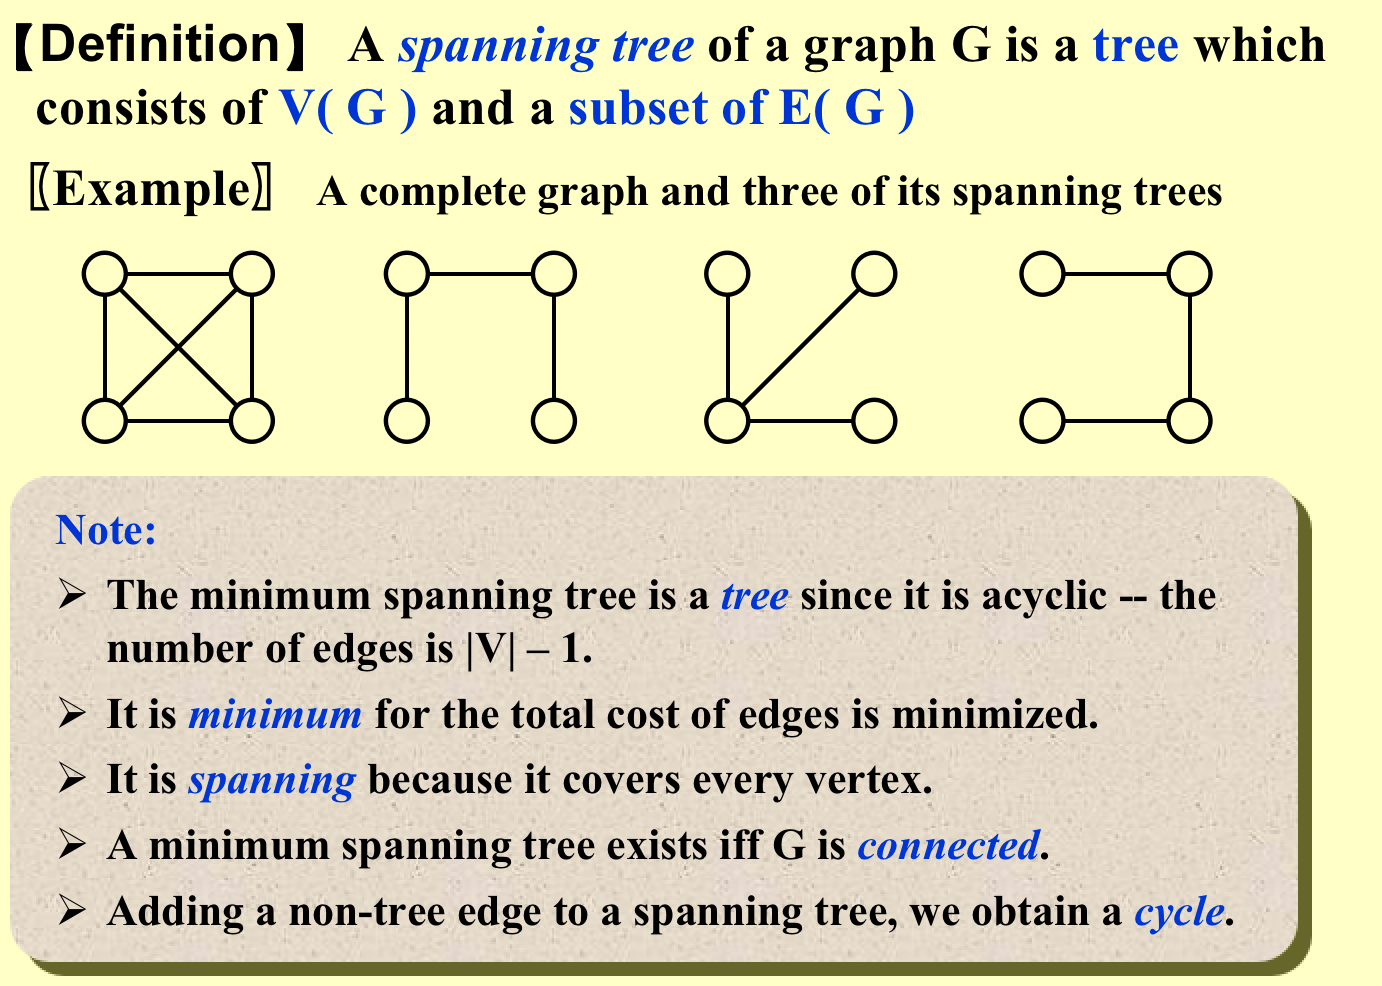 【Definition】 A spanning tree of a graph G is a tree which
consists of V( G ) and a subset of E( G )
〖Example〗 A complete graph and three of its spanning trees
Note:
➢ The minimum spanning tree is a tree since it is acyclic -- the
number of edges is |V| – 1.
➢ It is minimum for the total cost of edges is minimized.
➢ It is spanning because it covers every vertex.
➢ A minimum spanning tree exists iff G is connected.
➢ Adding a non-tree edge to a spanning tree, we obtain a cycle.